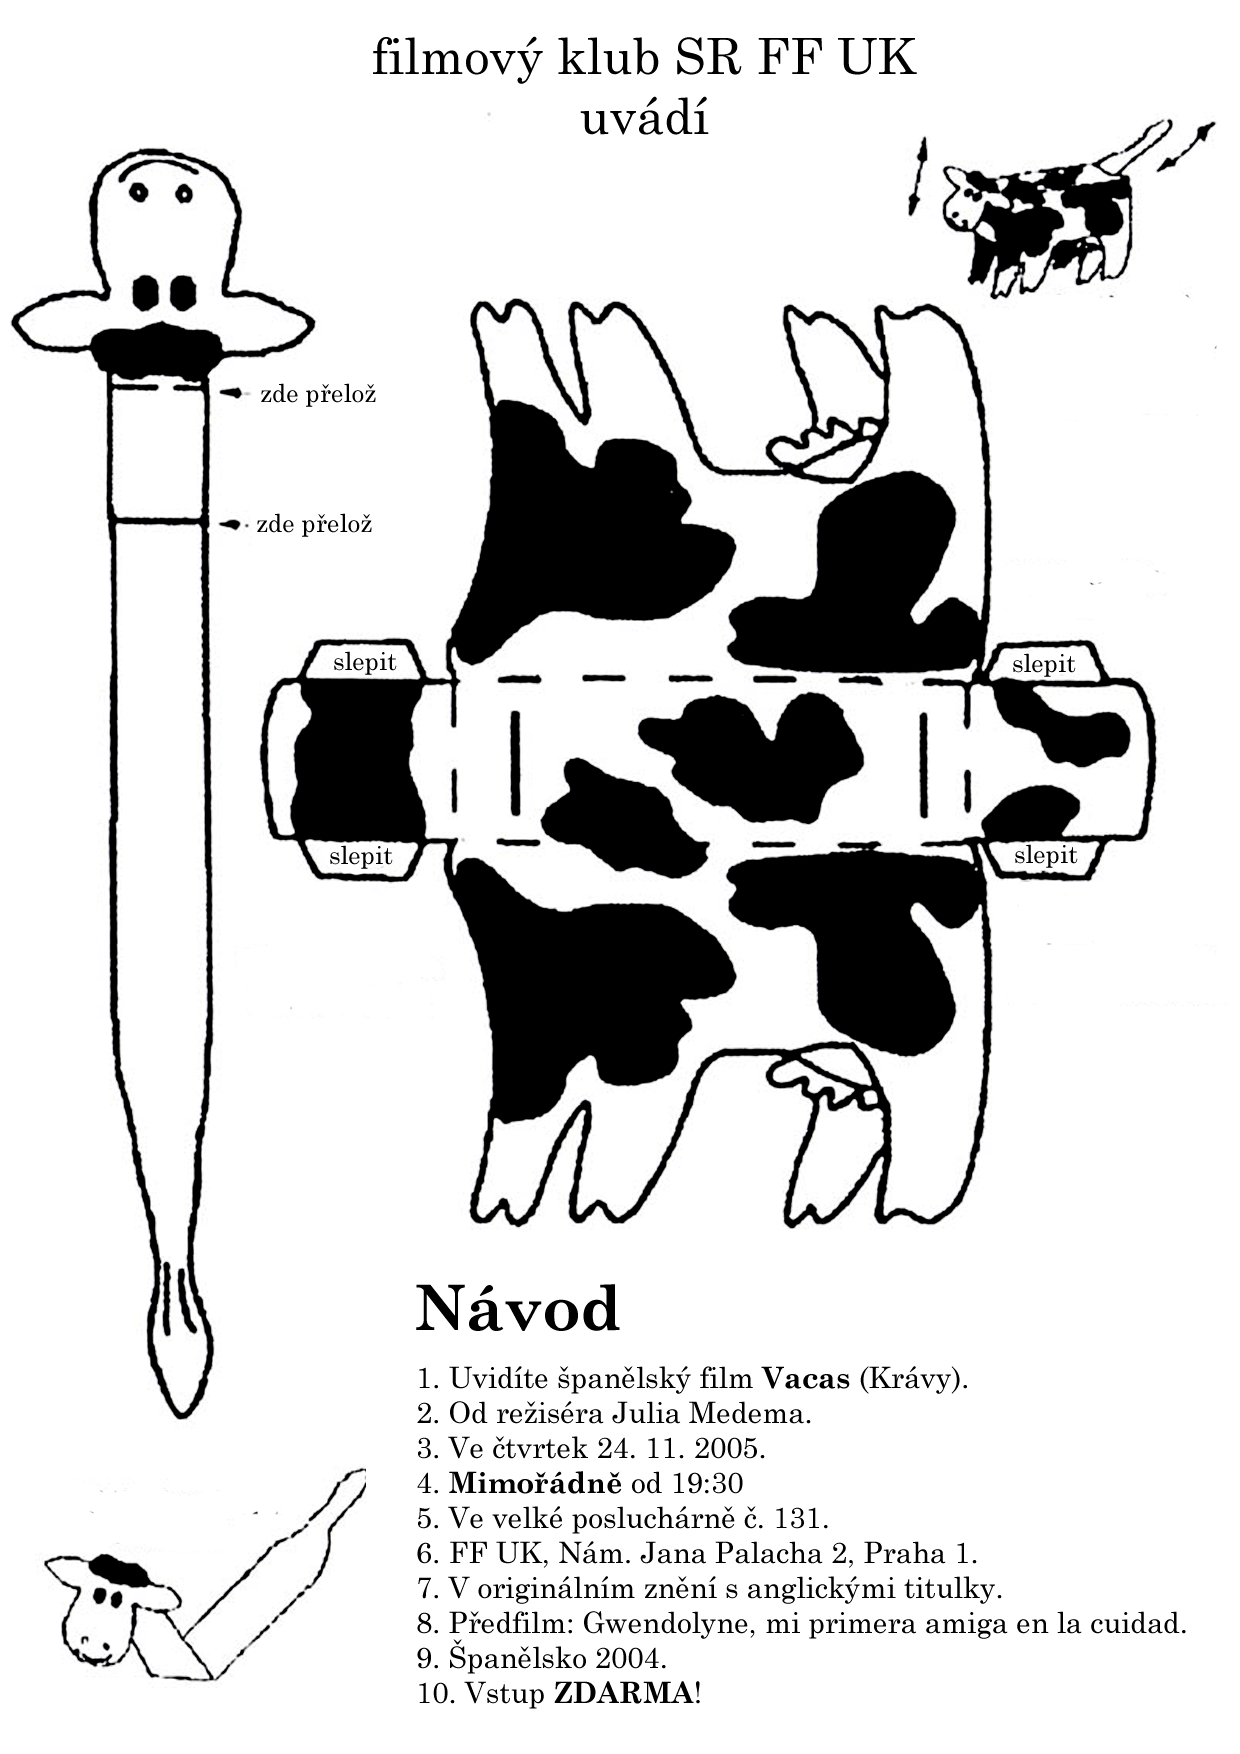 filmový klub SR FF UK
uvádí
zde přelož
zde přelož
slepit
slepit
slepit
slepit
Návod
1. Uvidíte španělský film Vacas (Krávy).
2. Od režiséra Julia Medema.
3. Ve čtvrtek 24. 11. 2005.
4. Mimořádně od 19:30
5. Ve velké posluchárně č. 131.
6. FF UK, Nám. Jana Palacha 2, Praha 1.
7. V originálním znění s anglickými titulky.
8. Předfilm: Gwendolyne, mi primera amiga en la cuidad.
9. Španělsko 2004.
10. Vstup ZDARMA!